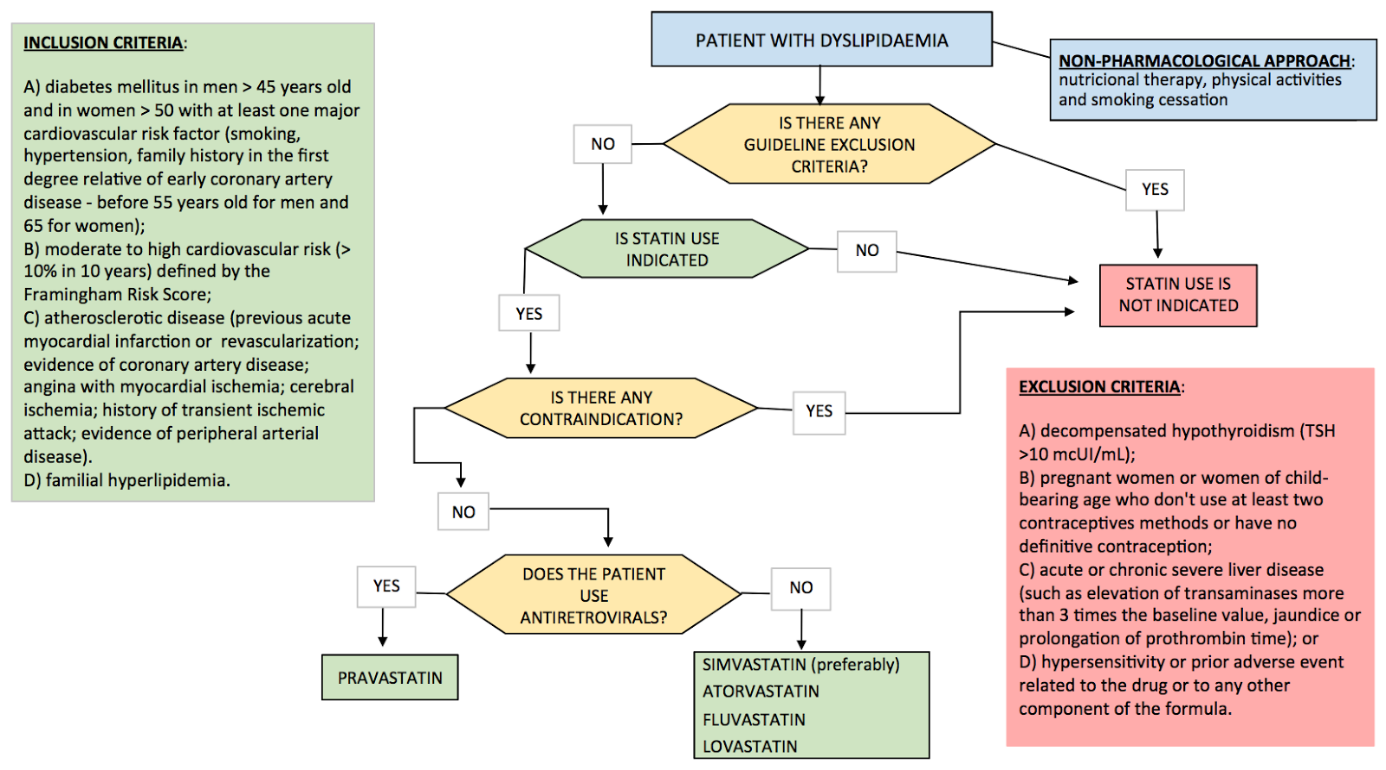 INCLUSION CRITERIA:
A) diabetes mellitus in men > 45 years old
and in women > 50 with at least one major
cardiovascular risk factor (smoking,
hypertension, family history in the first
degree relative of early coronary artery
disease - before 55 years old for men and
65 for women);
B) moderate to high cardiovascular risk (>
10% in 10 years) defined by the
Framingham Risk Score;
C) atherosclerotic disease (previous acute
myocardial infarction or revascularization;
evidence of coronary artery disease;
angina with myocardial ischemia; cerebral
ischemia; history of transient ischemic
attack; evidence of peripheral arterial
disease).
D) familial hyperlipidemia.
PATIENT WITH DYSLIPIDAEMIA
NON-PHARMACOLOGICAL APPROACH:
nutricional therapy, physical activities
and smoking cessation
IS THERE ANY
GUIDELINE EXCLUSION
CRITERIA?
NO
YES
IS STATIN USE
INDICATED
NO
STATIN USE IS
NOT INDICATED
YES
IS THERE ANY
CONTRAINDICATION?
YES
NO
DOES THE PATIENT
USE
ANTIRETROVIRALS?
YES
NO
PRAVASTATIN
SIMVASTATIN (preferably)
ATORVASTATIN
FLUVASTATIN
LOVASTATIN
EXCLUSION CRITERIA:
A) decompensated hypothyroidism (TSH
>10 mcUI/mL);
B) pregnant women or women of child-
bearing age who don't use at least two
contraceptives methods or have no
definitive contraception;
C) acute or chronic severe liver disease
(such as elevation of transaminases more
than 3 times the baseline value, jaundice or
prolongation of prothrombin time); or
D) hypersensitivity or prior adverse event
related to the drug or to any other
component of the formula.